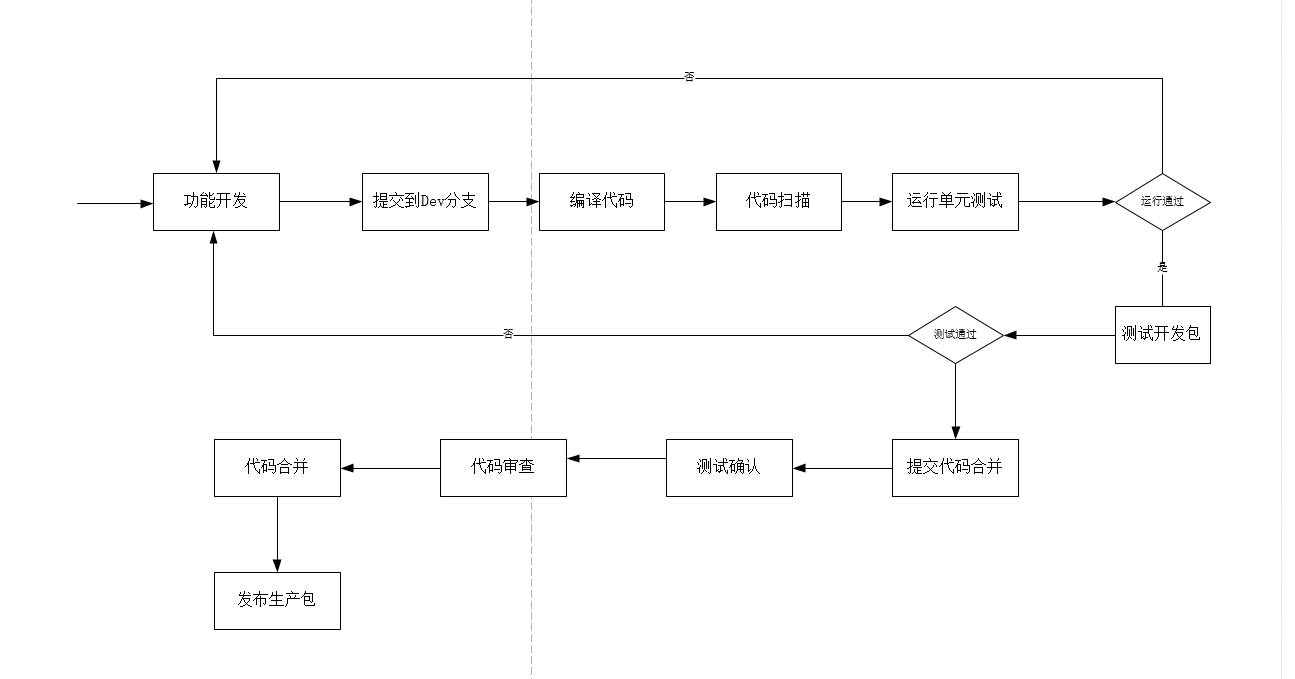 否
功能开发
提交到Dev分支
编译代码
代码扫描
运行单元测试
运行通过
是
测试开发包
测试通过
否
提交代码合并
测试确认
代码审查
代码合并
发布生产包